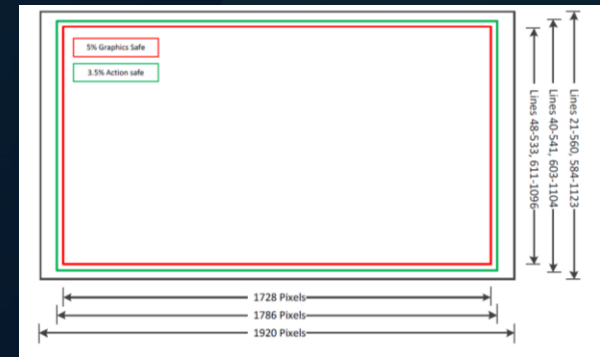 5% Graphics Safe
3.5% Action safe
Lines 48-533, 611-1096
Lines 40-541, 603-1104
Lines 21-560, 584-1123
1728 Pixels
1786 Pixels
1920 Pixels